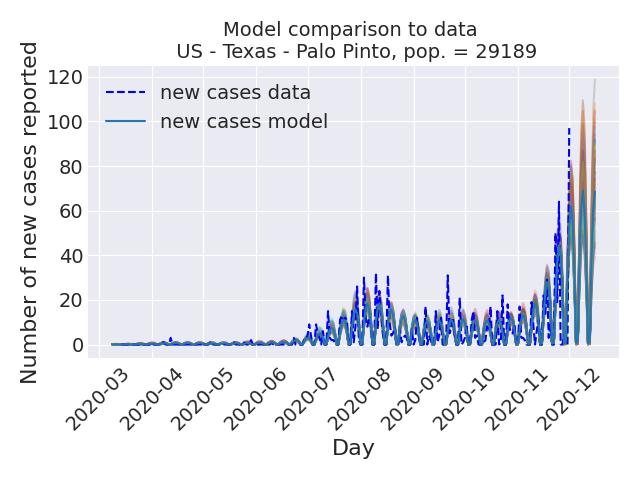 Model comparison to data
US - Texas - Palo Pinto, pop. = 29189
Number of new cases reported
120
100
80
60
40
20
0
new cases data
new cases model
2020-03
2020-04
2020-05
2020-06
2020-07
2020-08
2020-09
2020-10
2020-11
2020-12
Day